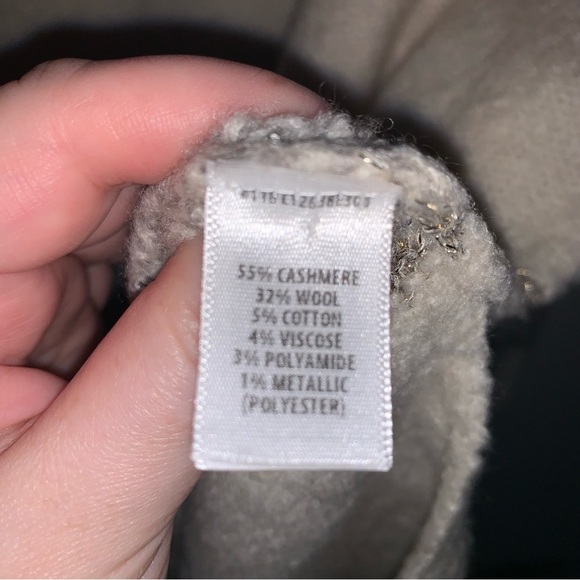 55% CASHMERE
32% WOOL
5% COTTON
4% VISCOSE
3% POLYAMIDE
1% METALLIC
(POLYESTER)